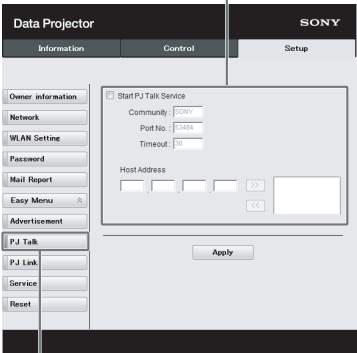 Data Projector
SONY
Information
Control
Setup
Owner information
Network
WLAN Setting
Password
Mail Report
Easy Menu
Advertisement
PJ Talk
PJ Link
Service
Reset
Start PJ Talk Service
Community: SONY
Port No.: 53484
Timeout: 30
Host Address
. . .
>>
<<
Apply